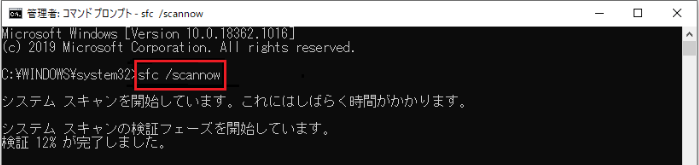 管理者: コマンド プロンプト - sfc /scannow
Microsoft Windows [Version 10.0.18362.1016]
(c) 2019 Microsoft Corporation. All rights reserved.
C:¥WINDOWS¥system32>sfc /scannow
システム スキャンを開始しています。これにはしばらく時間がかかります。
システム スキャンの検証フェーズを開始しています。
検証 12% が完了しました。